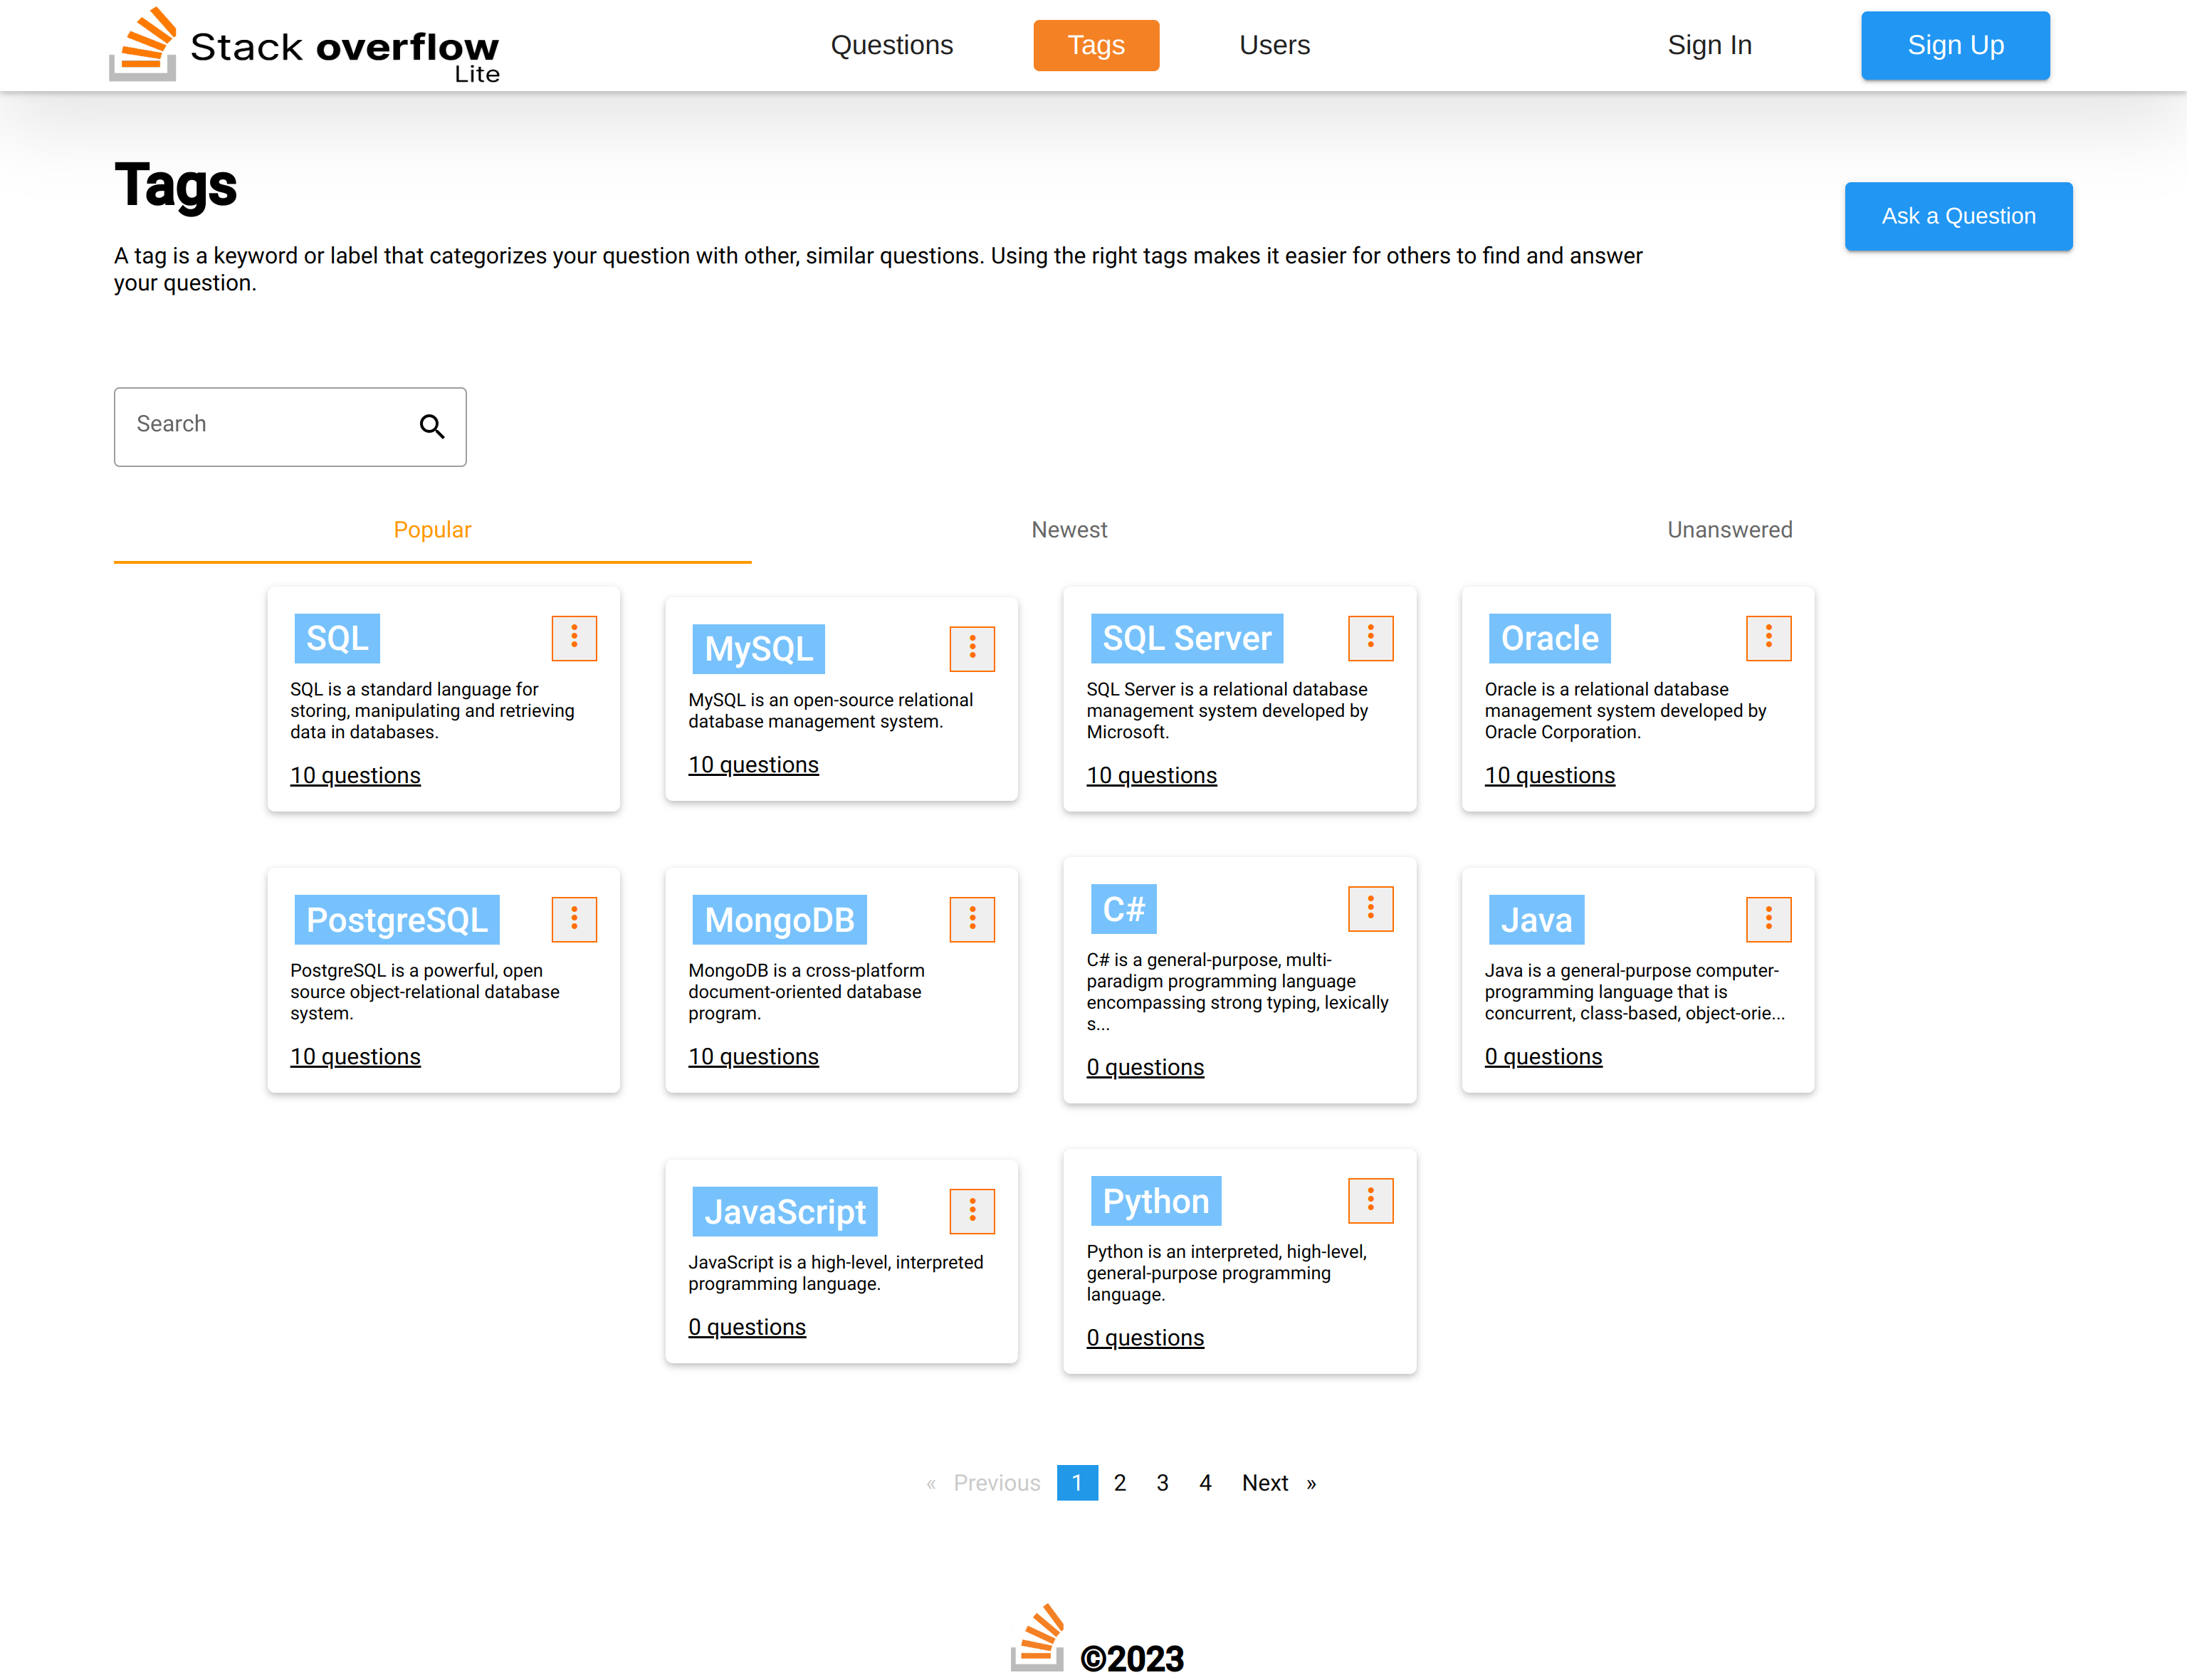 Stack overflow
Lite
Questions
Tags
Users
Sign In
Sign Up
Tags
Ask a Question
A tag is a keyword or label that categorizes your question with other, similar questions. Using the right tags makes it easier for others to find and answer
your question.
Search
Popular
Newest
Unanswered
SQL
SQL is a standard language for
storing, manipulating and retrieving
data in databases.
10 questions
MySQL
MySQL is an open-source relational
database management system.
10 questions
SQL Server
SQL Server is a relational database
management system developed by
Microsoft.
10 questions
Oracle
Oracle is a relational database
management system developed by
Oracle Corporation.
10 questions
PostgreSQL
PostgreSQL is a powerful, open
source object-relational database
system.
10 questions
MongoDB
MongoDB is a cross-platform
document-oriented database
program.
10 questions
C#
C# is a general-purpose, multi-
paradigm programming language
encompassing strong typing, lexically
s...
0 questions
Java
Java is a general-purpose computer-
programming language that is
concurrent, class-based, object-orie...
0 questions
JavaScript
JavaScript is a high-level, interpreted
programming language.
0 questions
Python
Python is an interpreted, high-level,
general-purpose programming
language.
0 questions
« Previous 1 2 3 4 Next »
©2023